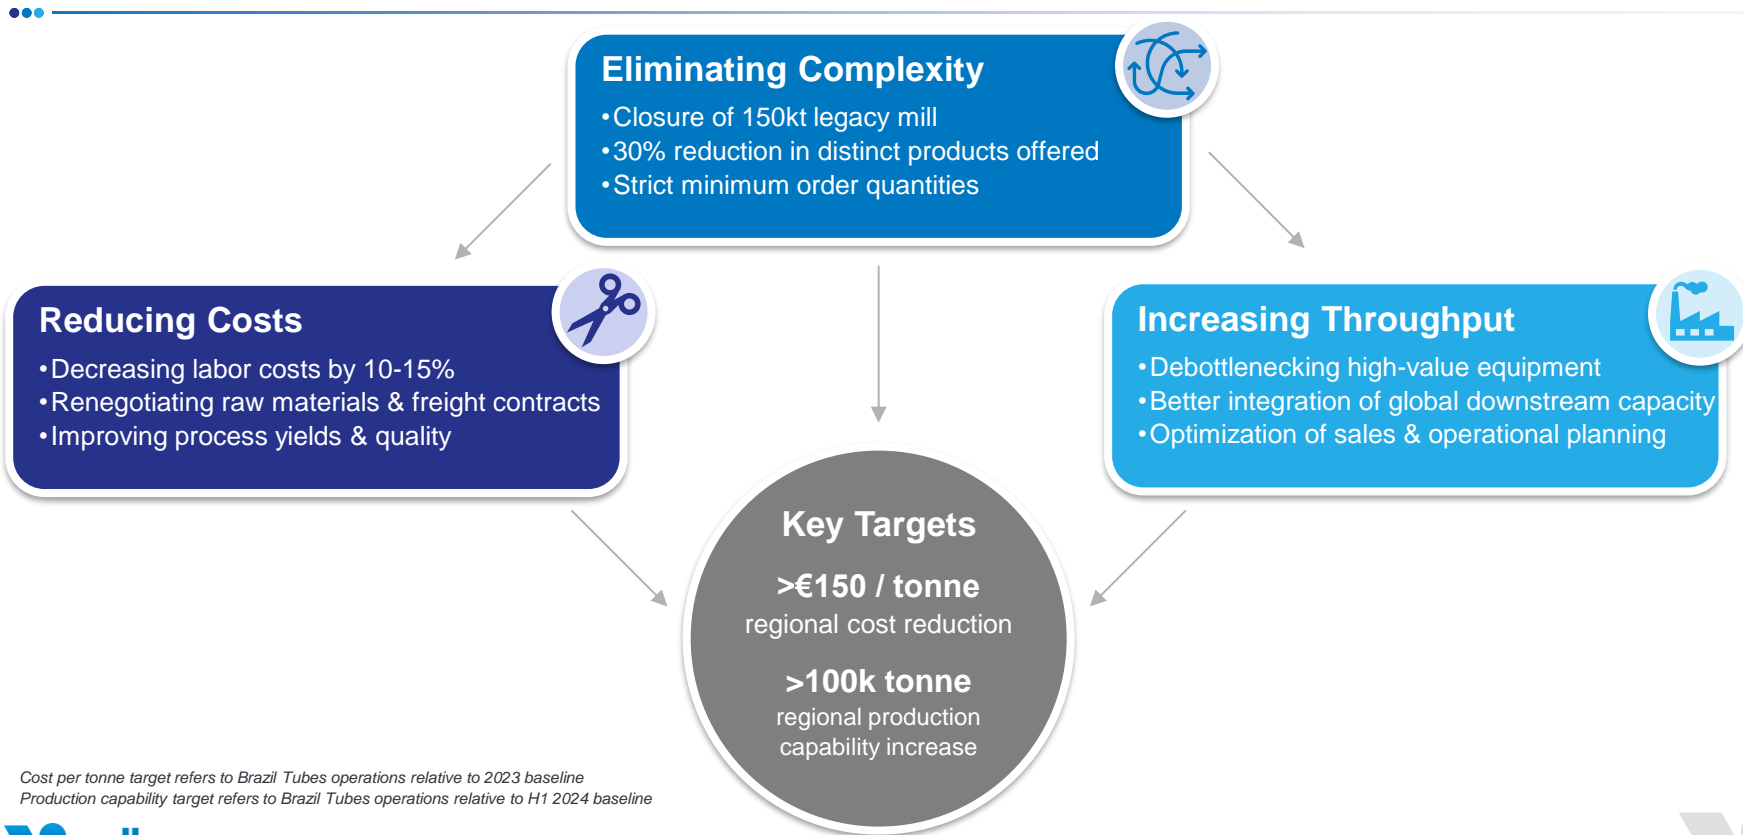 Eliminating Complexity
•Closure of 150kt legacy mill
•30% reduction in distinct products offered
•Strict minimum order quantities
Reducing Costs
•Decreasing labor costs by 10-15%
•Renegotiating raw materials & freight contracts
•Improving process yields & quality
Increasing Throughput
•Debottlenecking high-value equipment
•Better integration of global downstream capacity
•Optimization of sales & operational planning
Key Targets
>€150 / tonne
regional cost reduction
>100k tonne
regional production
capability increase
Cost per tonne target refers to Brazil Tubes operations relative to 2023 baseline
Production capability target refers to Brazil Tubes operations relative to H1 2024 baseline